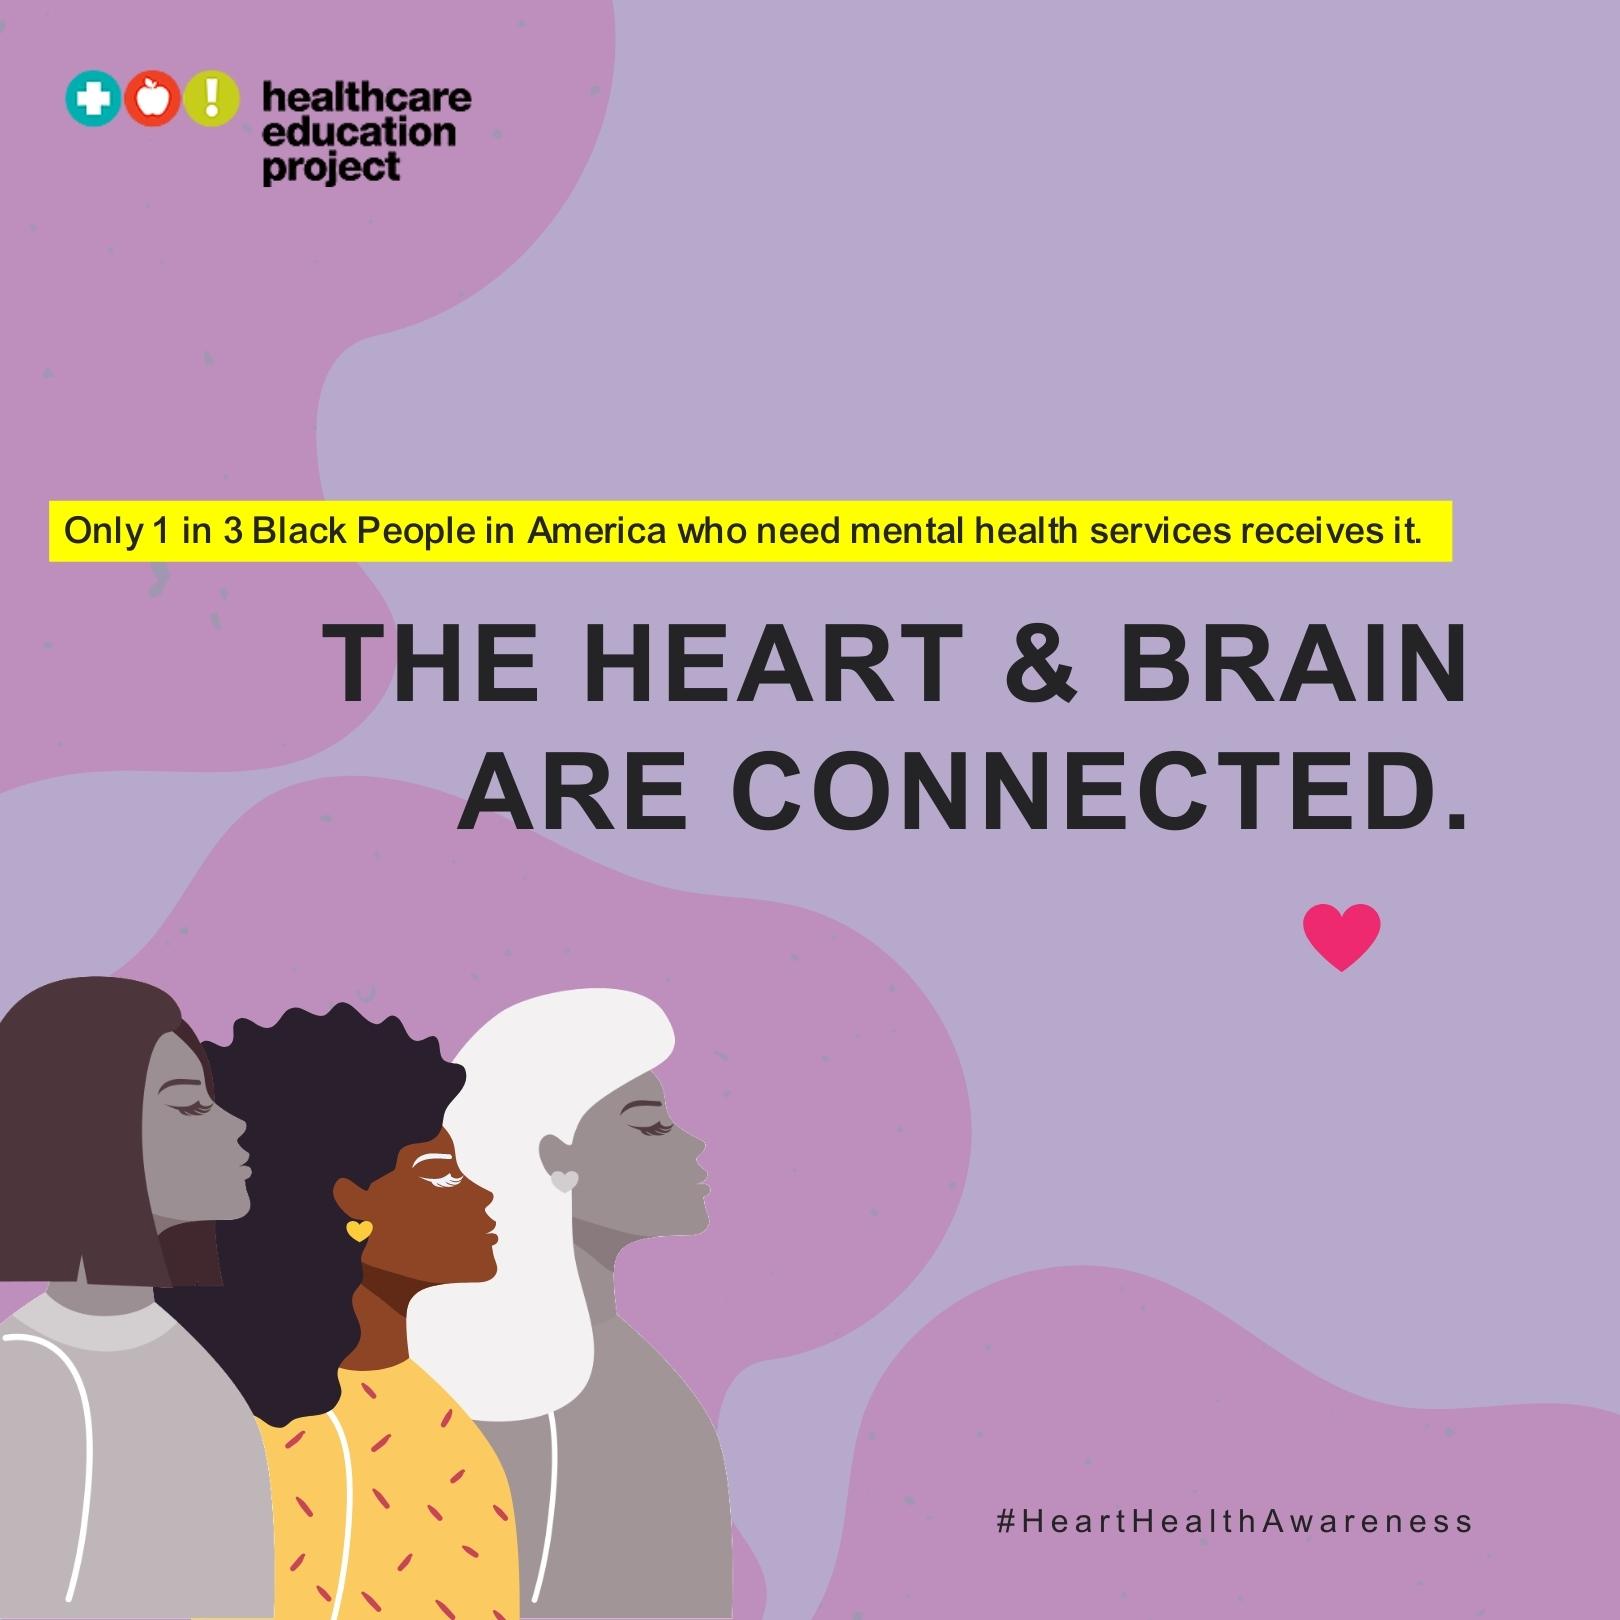 healthcare
education
project
Only 1 in 3 Black People in America who need mental health services receives it.
THE HEART & BRAIN
ARE CONNECTED.
#HeartHealthAwareness